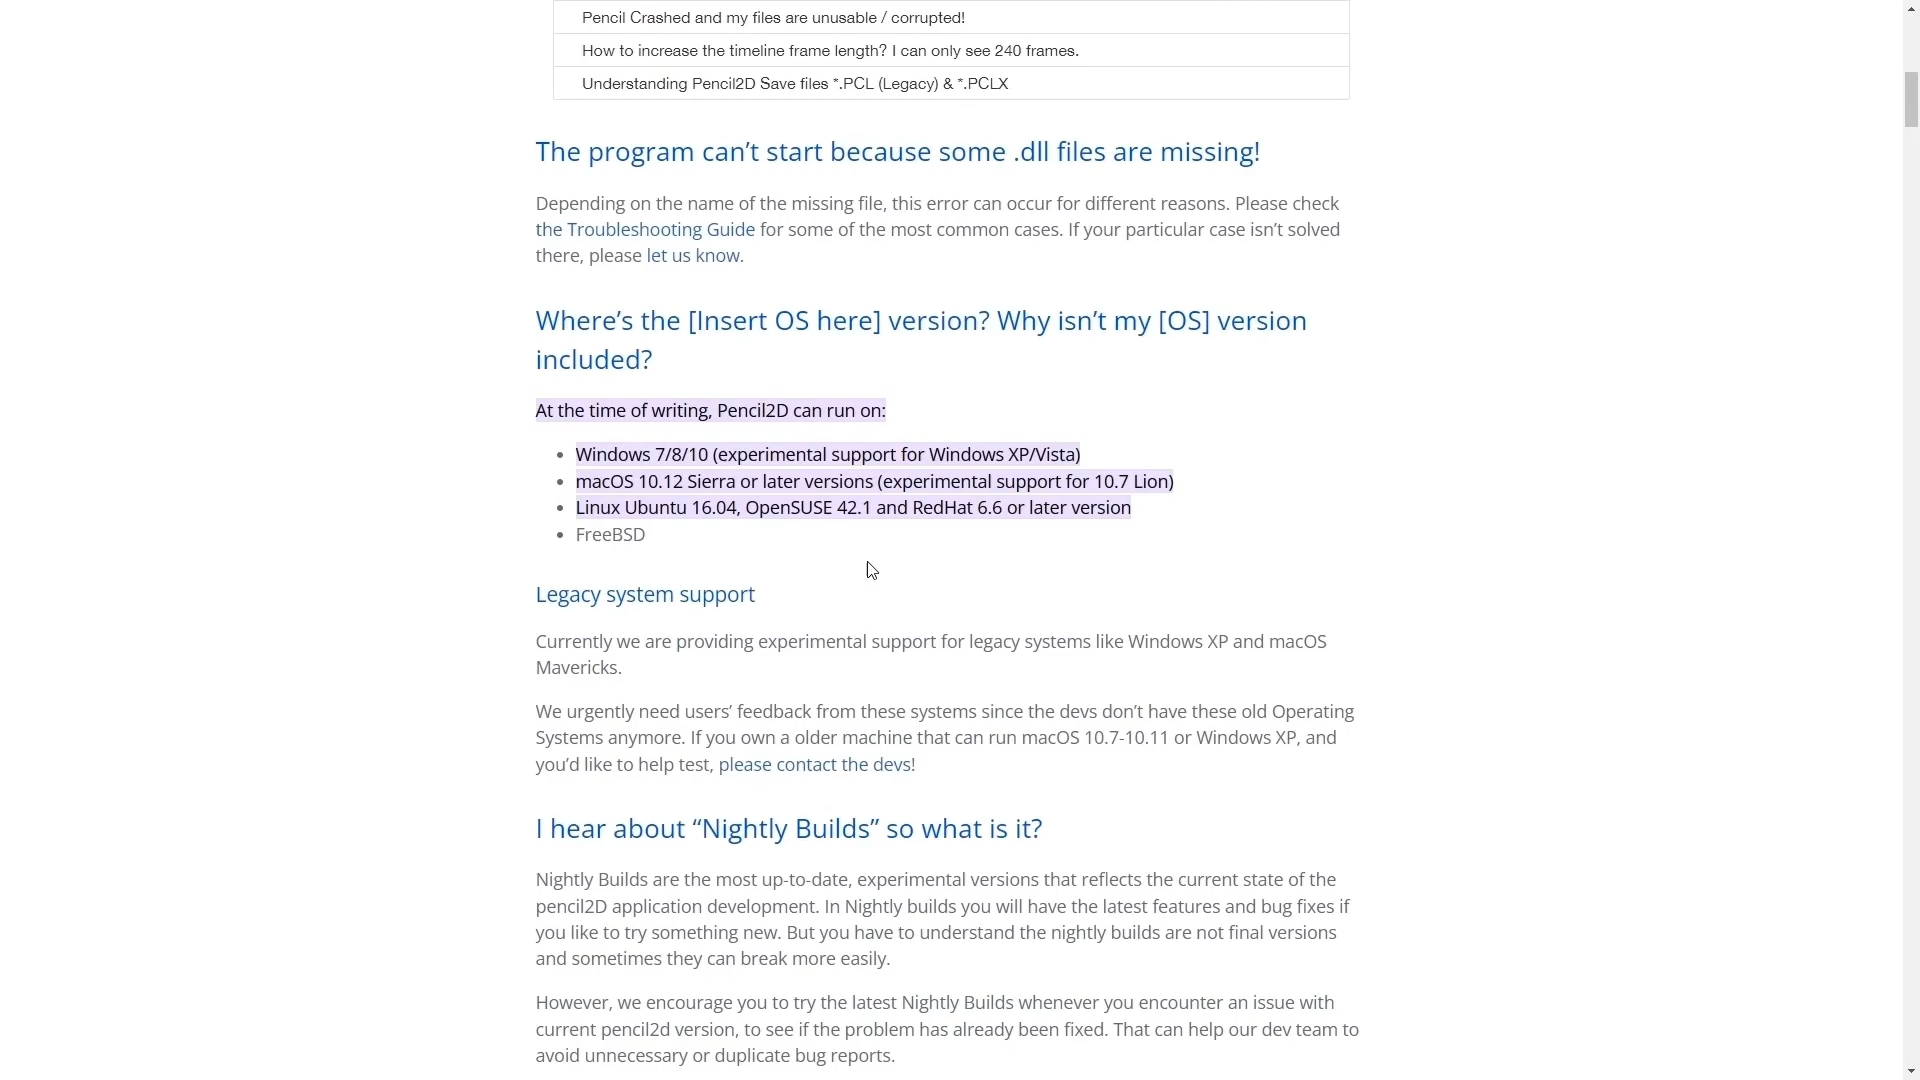 Pencil Crashed and my files are unusable / corrupted!
How to increase the timeline frame length? I can only see 240 frames.
Understanding Pencil2D Save files *.PCL (Legacy) & *.PCLX
The program can’t start because some .dll files are missing!
Depending on the name of the missing file, this error can occur for different reasons. Please check
the Troubleshooting Guide for some of the most common cases. If your particular case isn’t solved
there, please let us know.
Where’s the [Insert OS here] version? Why isn’t my [OS] version
included?
At the time of writing, Pencil2D can run on:
• Windows 7/8/10 (experimental support for Windows XP/Vista)
• macOS 10.12 Sierra or later versions (experimental support for 10.7 Lion)
• Linux Ubuntu 16.04, OpenSUSE 42.1 and RedHat 6.6 or later version
• FreeBSD
Legacy system support
Currently we are providing experimental support for legacy systems like Windows XP and macOS
Mavericks.
We urgently need users’ feedback from these systems since the devs don’t have these old Operating
Systems anymore. If you own a older machine that can run macOS 10.7-10.11 or Windows XP, and
you’d like to help test, please contact the devs!
I hear about “Nightly Builds” so what is it?
Nightly Builds are the most up-to-date, experimental versions that reflects the current state of the
pencil2D application development. In Nightly builds you will have the latest features and bug fixes if
you like to try something new. But you have to understand the nightly builds are not final versions
and sometimes they can break more easily.
However, we encourage you to try the latest Nightly Builds whenever you encounter an issue with
current pencil2d version, to see if the problem has already been fixed. That can help our dev team to
avoid unnecessary or duplicate bug reports.